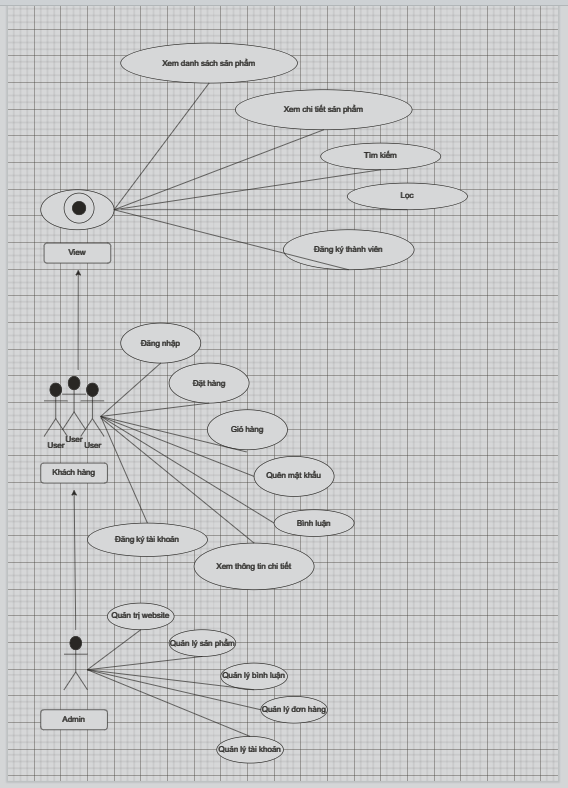 Xem danh sách sản phẩm
Xem chi tiết sản phẩm
Tìm kiếm
Lọc
Đăng ký thành viên
View
Đăng nhập
Đặt hàng
Giỏ hàng
User
User
User
Khách hàng
Quên mật khẩu
Bình luận
Đăng ký tài khoản
Xem thông tin chi tiết
Quản trị website
Quản lý sản phẩm
Quản lý bình luận
Quản lý đơn hàng
Admin
Quản lý tài khoản